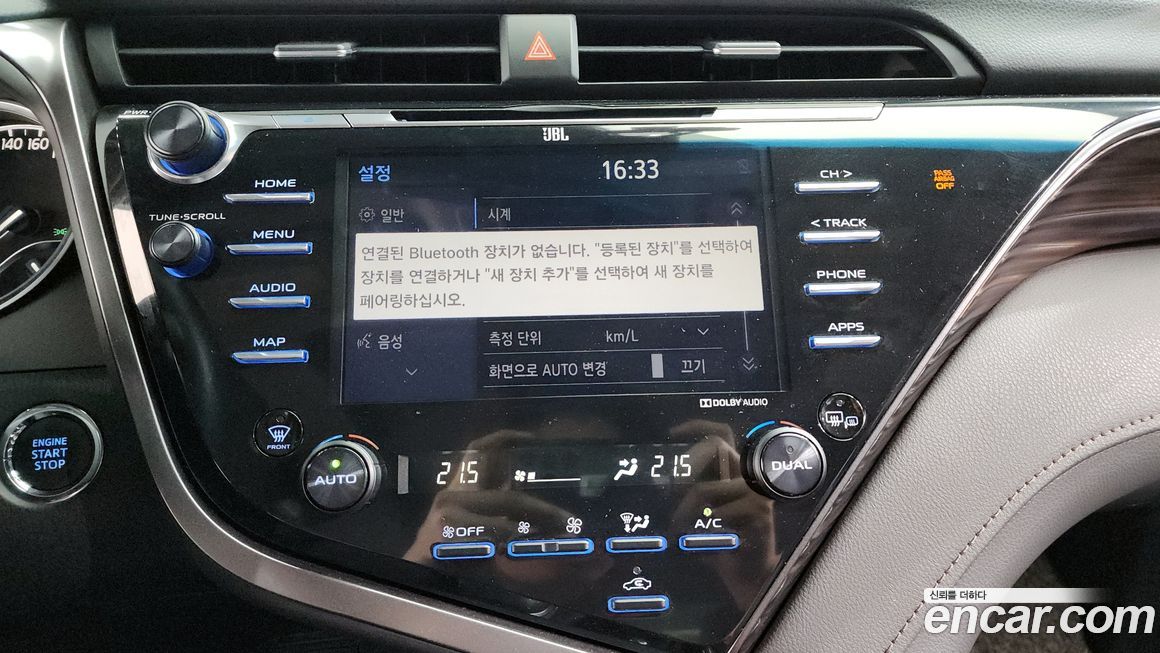 140 160
PWR
JBL
HOME
TUNE·SCROLL
MENU
AUDIO
MAP
설정
16:33
일반
시계
연결된 Bluetooth 장치가 없습니다. "등록된 장치"를 선택하여
장치를 연결하거나 "새 장치 추가"를 선택하여 새 장치를
페어링하십시오.
음성
측정 단위 km/L
화면으로 AUTO 변경 끄기
CH >
< TRACK
PHONE
APPS
PASS
AIRBAG
OFF
DOLBY AUDIO
ENGINE
START
STOP
FRONT
AUTO
21.5
21.5
DUAL
OFF
A/C
신뢰를 더하다
encar.com